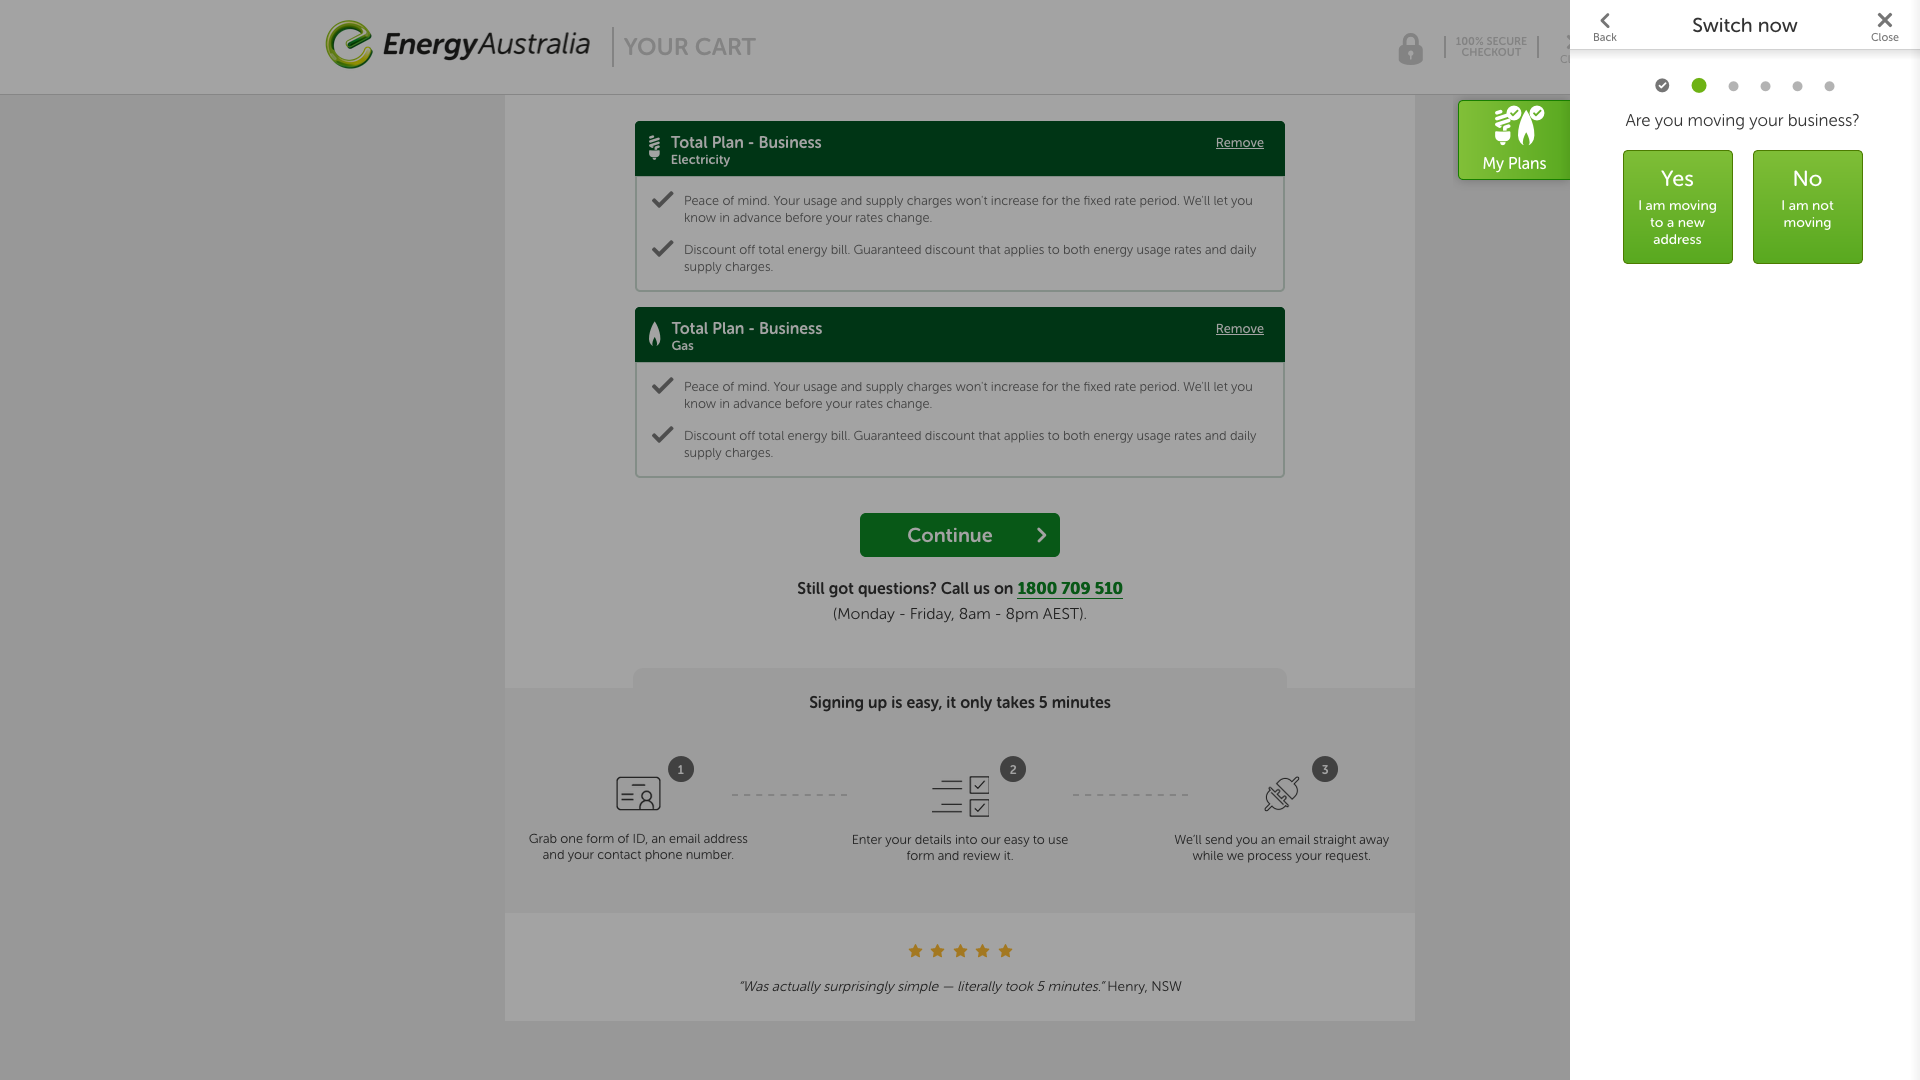 EnergyAustralia
YOUR CART
100% SECURE
CHECKOUT
Back
Switch now
Close
Are you moving your business?
Yes
I am moving
to a new
address
No
I am not
moving
My Plans
Total Plan - Business
Electricity
Remove
Peace of mind. Your usage and supply charges won't increase for the fixed rate period. We'll let you
know in advance before your rates change.
Discount off total energy bill. Guaranteed discount that applies to both energy usage rates and daily
supply charges.
Total Plan - Business
Gas
Remove
Peace of mind. Your usage and supply charges won't increase for the fixed rate period. We'll let you
know in advance before your rates change.
Discount off total energy bill. Guaranteed discount that applies to both energy usage rates and daily
supply charges.
Continue
Still got questions? Call us on 1800 709 510
(Monday - Friday, 8am - 8pm AEST).
Signing up is easy, it only takes 5 minutes
1
Grab one form of ID, an email address
and your contact phone number.
2
Enter your details into our easy to use
form and review it.
3
We'll send you an email straight away
while we process your request.
"Was actually surprisingly simple — literally took 5 minutes." Henry, NSW